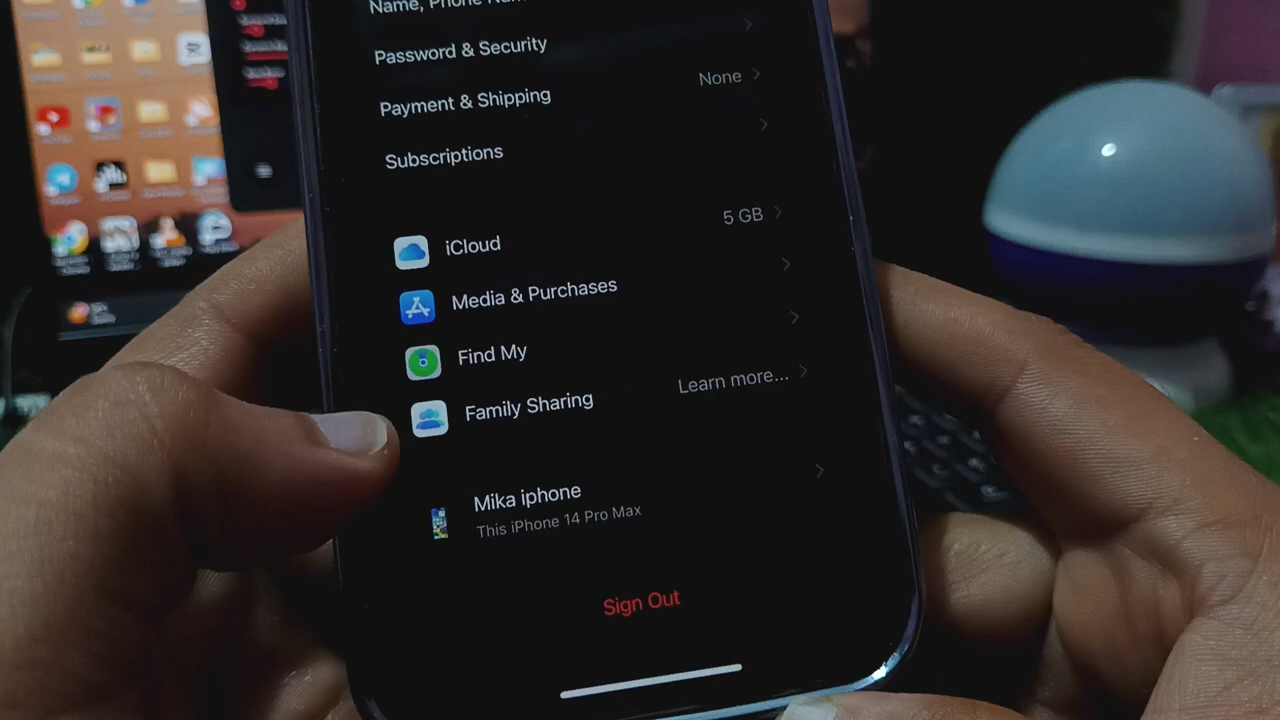 Name, Phone
Password & Security
Payment & Shipping None
Subscriptions
iCloud 5 GB
Media & Purchases
Find My
Family Sharing Learn more...
Mika iphone
This iPhone 14 Pro Max
Sign Out